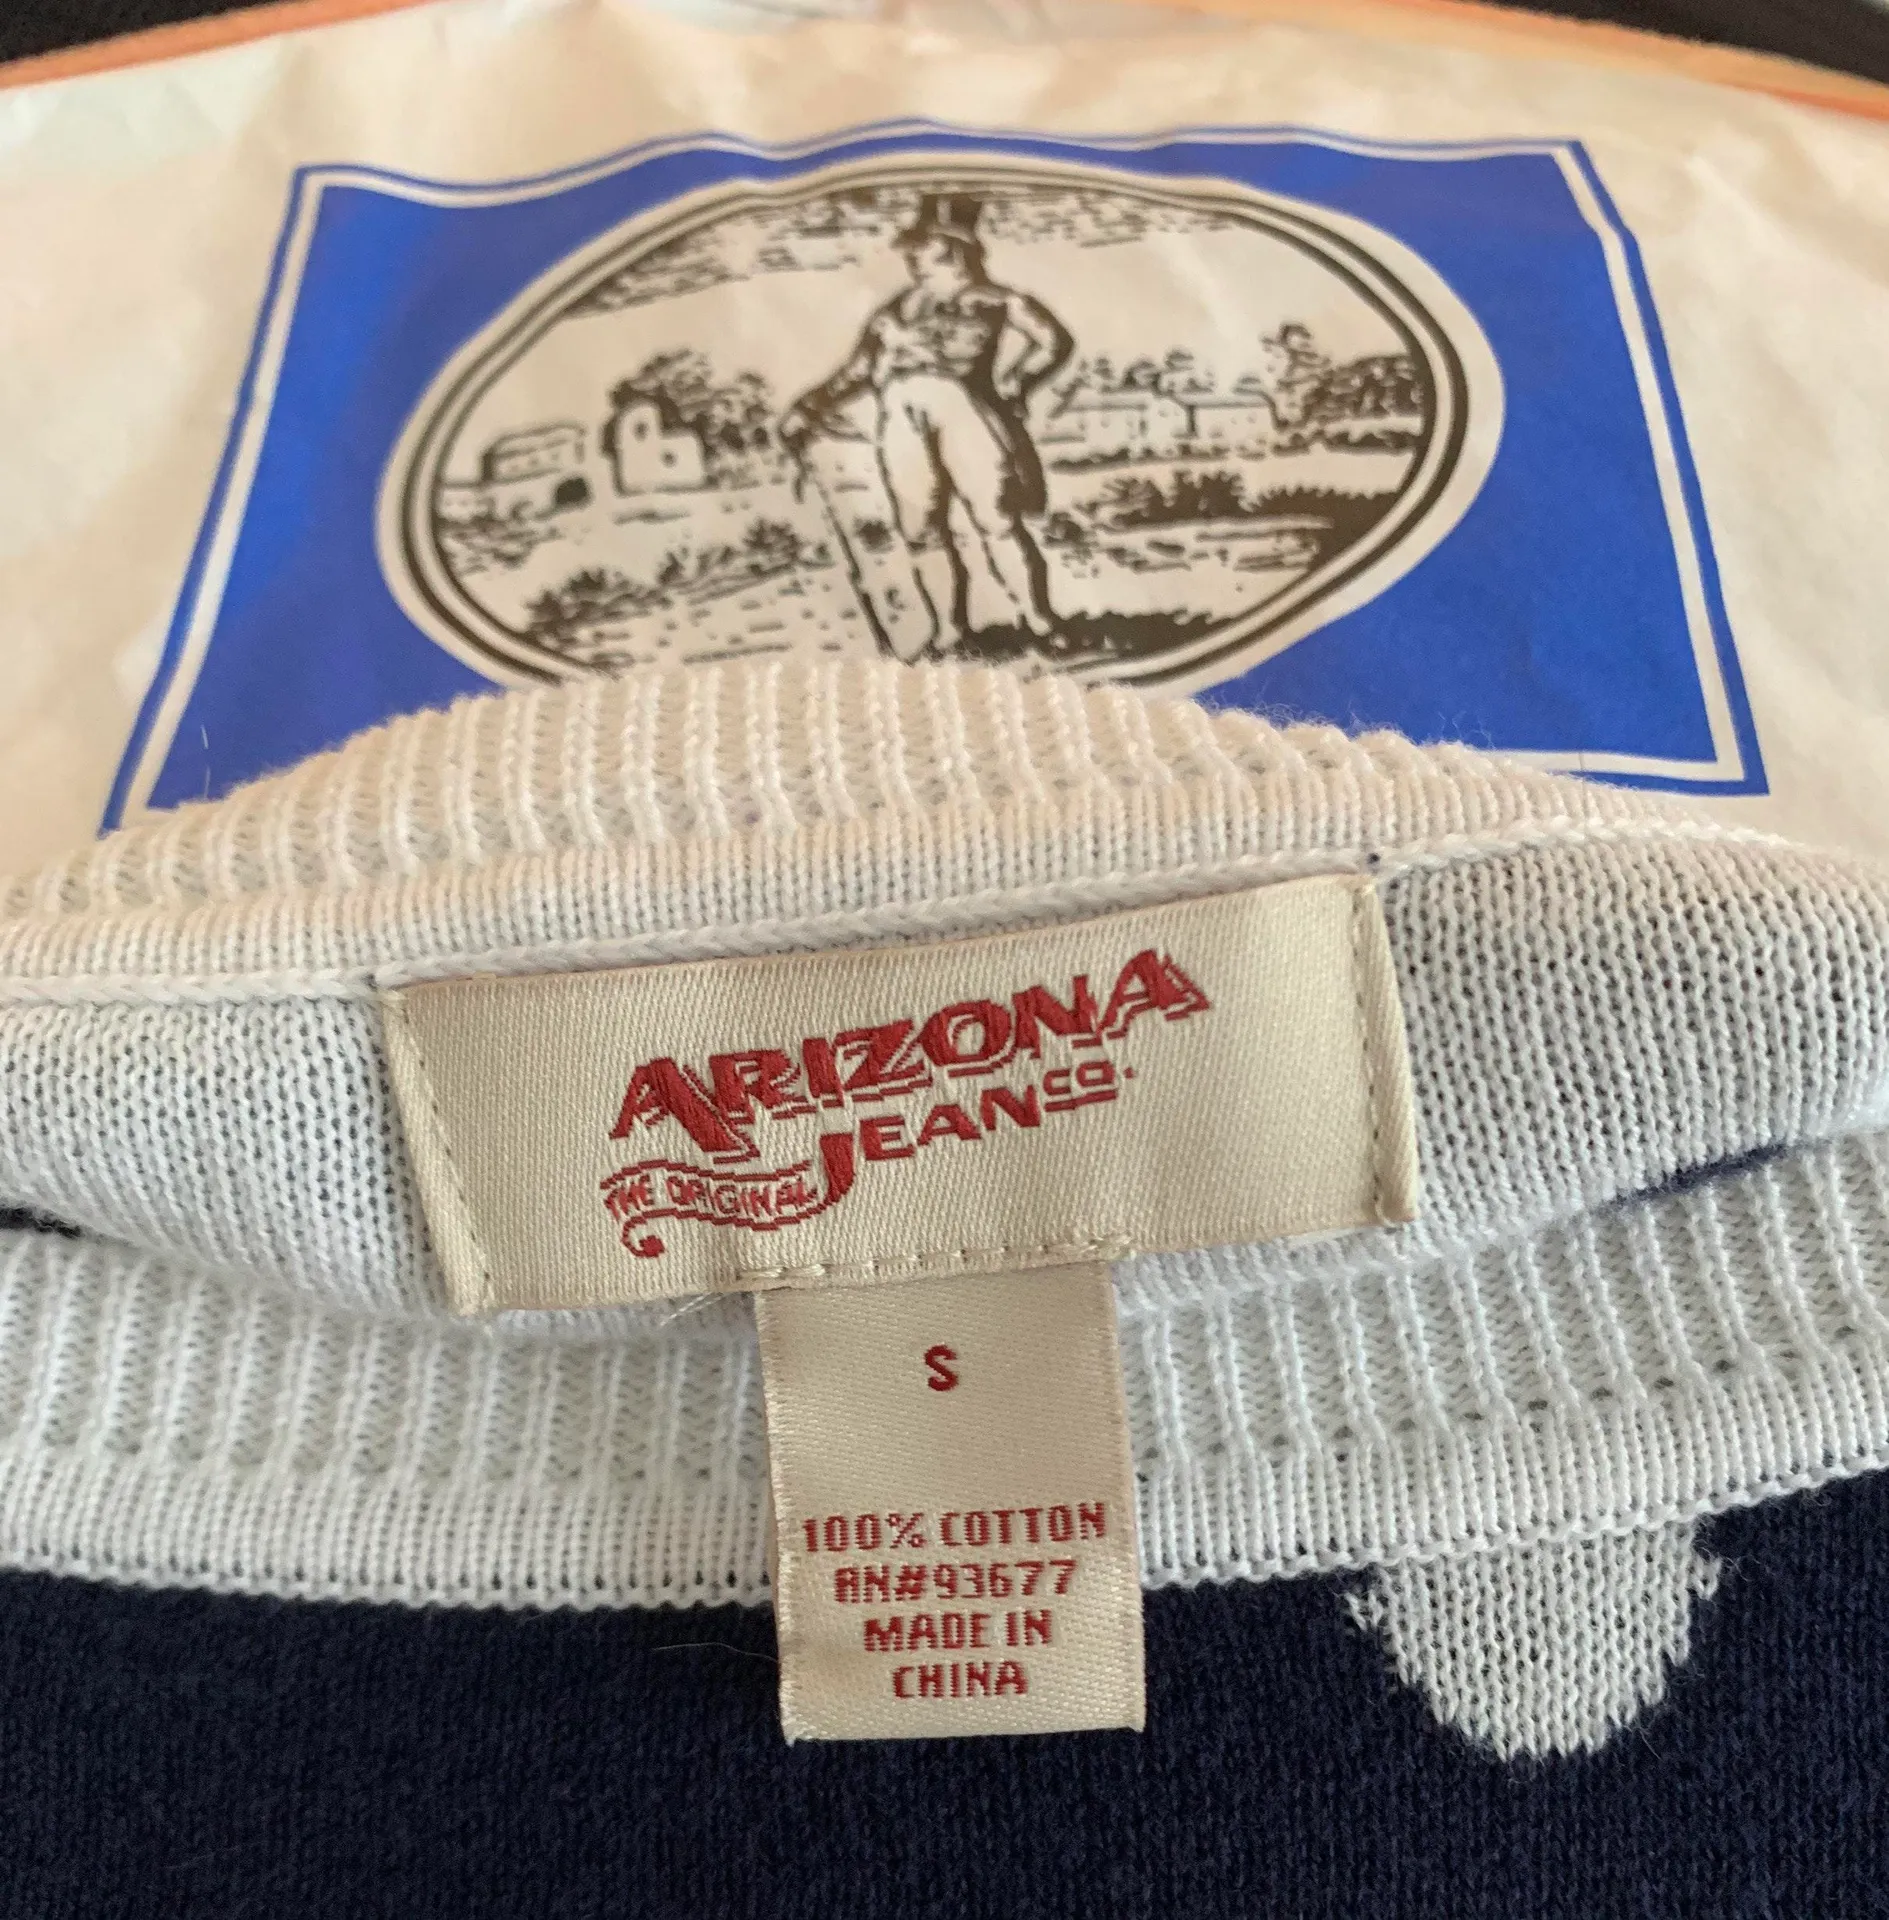 ARIZONA
JEAN CO.
THE ORIGINAL
S
100% COTTON
RN#93677
MADE IN
CHINA